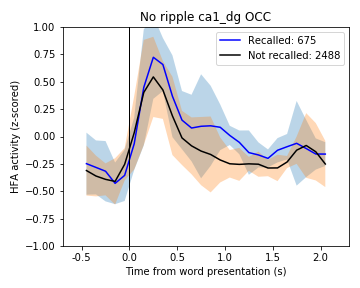 No ripple ca1_dg OCC
Recalled: 675
Not recalled: 2488
HFA activity (z-scored)
1.00
0.75
0.50
0.25
0.00
−0.25
−0.50
−0.75
−1.00
-0.5 0.0 0.5 1.0 1.5 2.0
Time from word presentation (s)